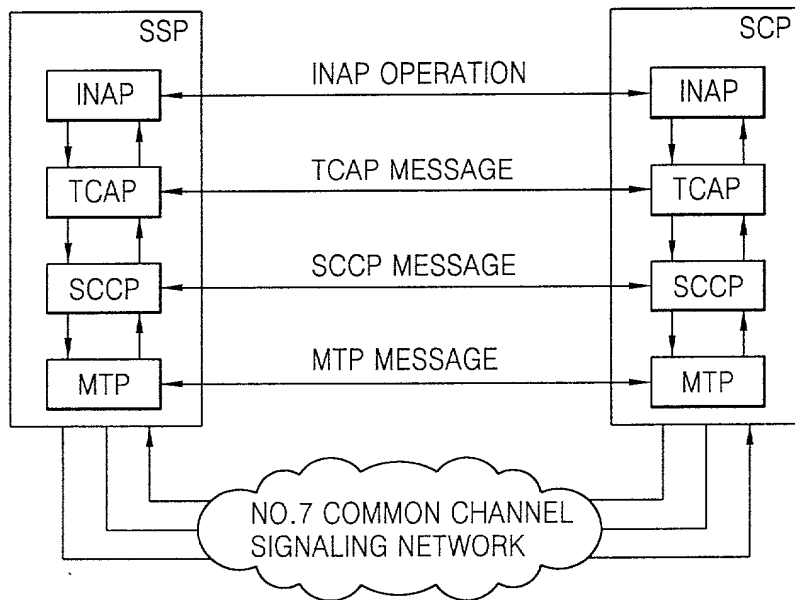 SSP
SCP
INAP
INAP OPERATION
INAP
TCAP
TCAP MESSAGE
TCAP
SCCP
SCCP MESSAGE
SCCP
MTP
MTP MESSAGE
MTP
NO.7 COMMON CHANNEL
SIGNALING NETWORK